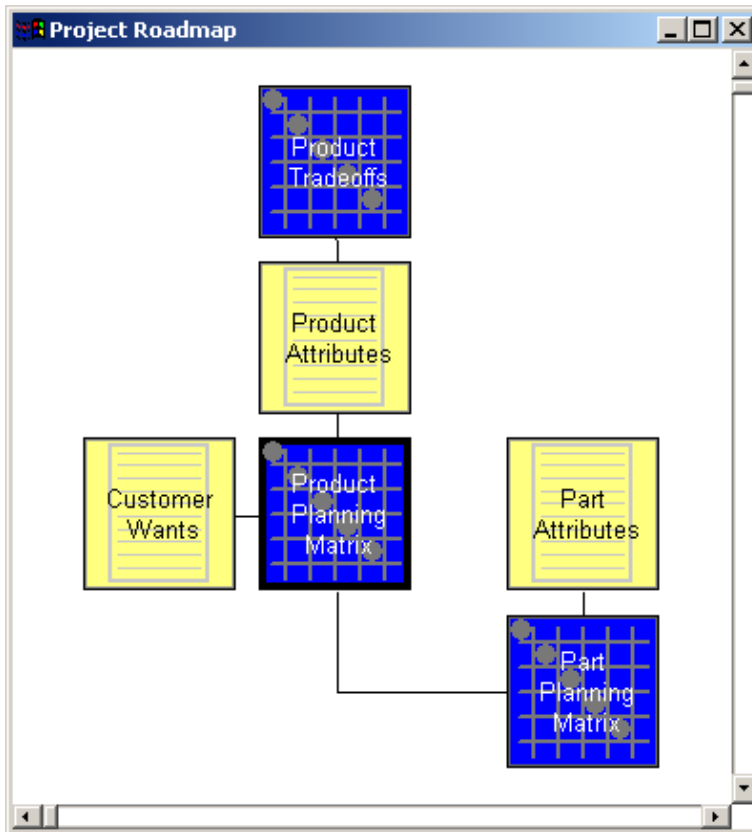 Project Roadmap
Product
Tradeoffs
Product
Attributes
Customer
Wants
Product
Planning
Matrix
Part
Attributes
Part
Planning
Matrix